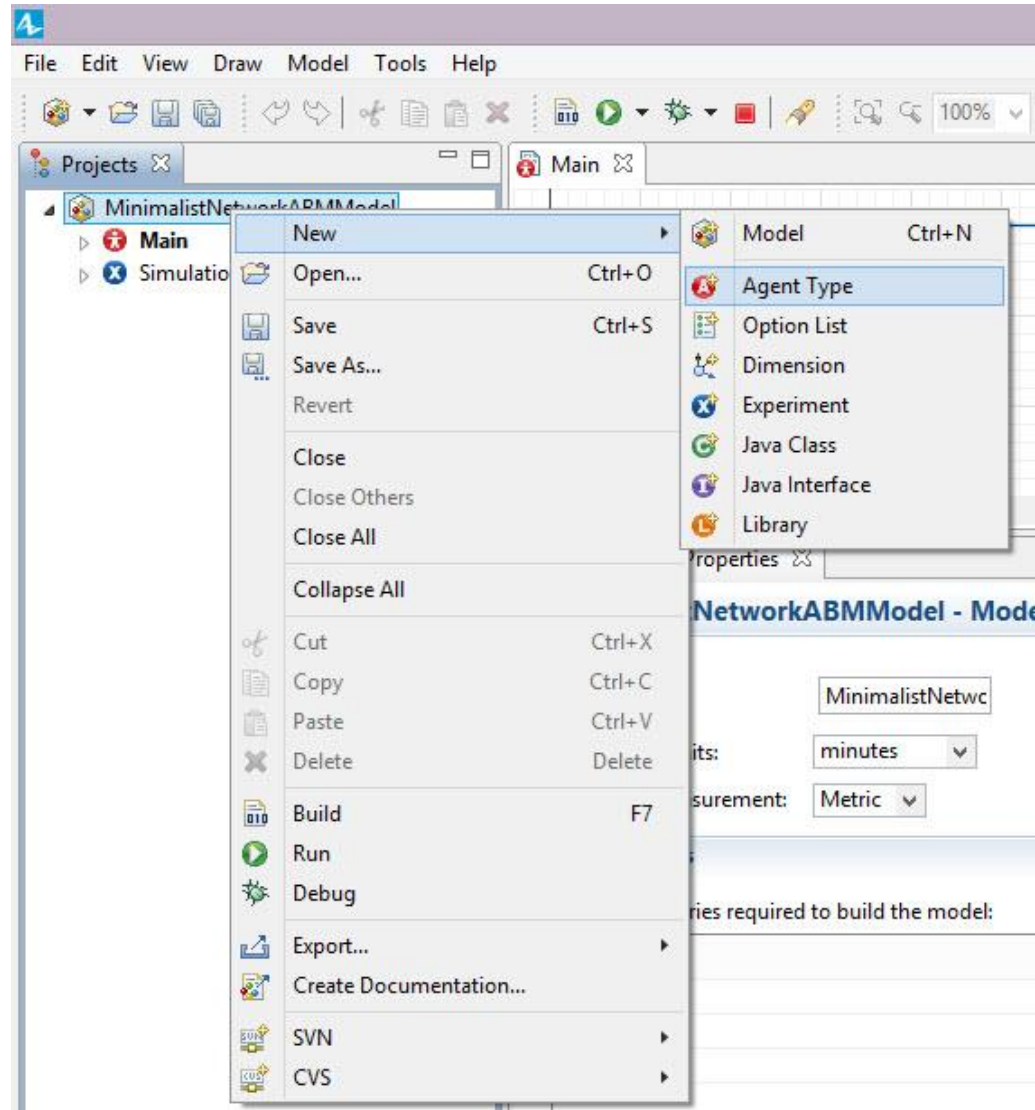 File Edit View Draw Model Tools Help
100%
Projects
Main
MinimalistNetworkABMModel
Main
Simulatio
New
Open... Ctrl+O
Save Ctrl+S
Save As...
Revert
Close
Close Others
Close All
Collapse All
Cut Ctrl+X
Copy Ctrl+C
Paste Ctrl+V
Delete Delete
Build F7
Run
Debug
Export...
Create Documentation...
SVN
CVS
Model Ctrl+N
Agent Type
Option List
Dimension
Experiment
Java Class
Java Interface
Library
Properties
NetworkABMModel - Mode
MinimalistNetwo
its: minutes
surement: Metric
ries required to build the model: